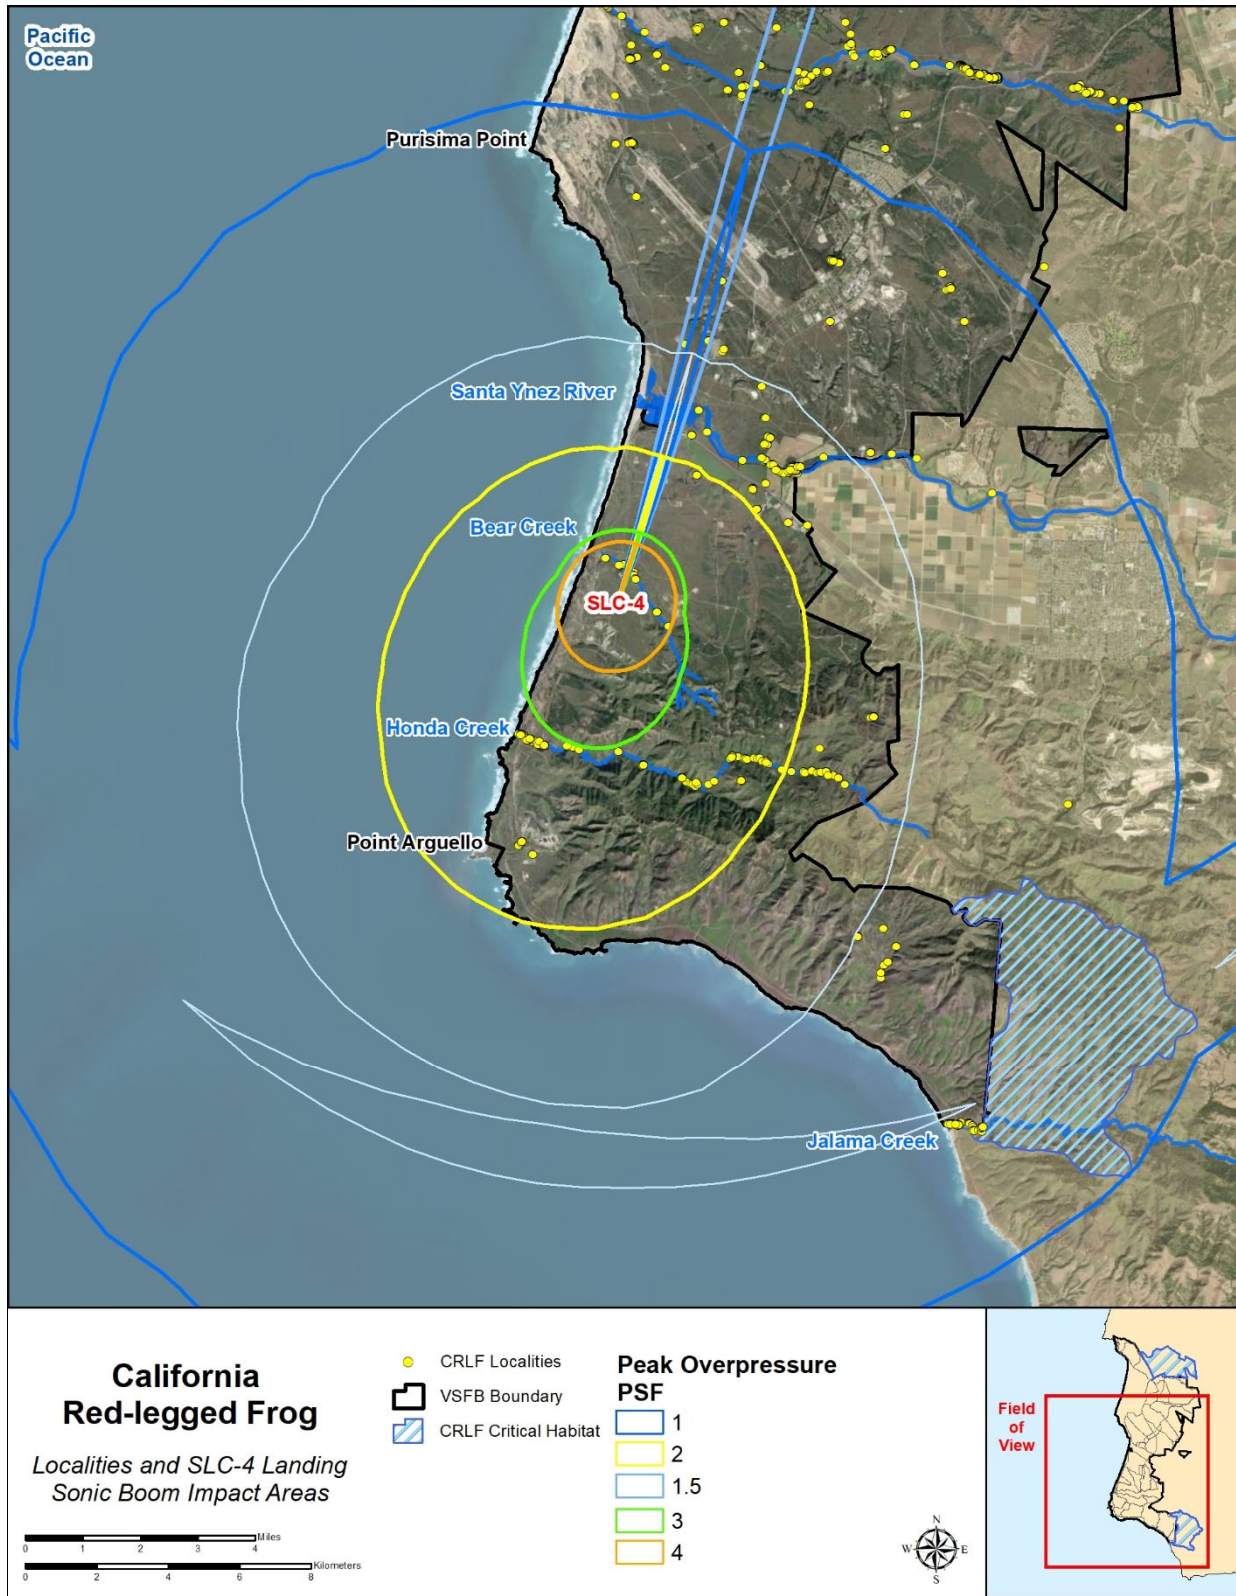 Pacific
Ocean
Purisima Point
Santa Ynez River
Bear Creek
SLC-4
Honda Creek
Point Arguello
Jalama Creek
California
Red-legged Frog
Localities and SLC-4 Landing
Sonic Boom Impact Areas
Miles
0 1 2 3 4
Kilometers
0 2 4 6 8
CRLF Localities
VSFB Boundary
CRLF Critical Habitat
Peak Overpressure
PSF
1
2
1.5
3
4
N
W E
S
Field
of
View